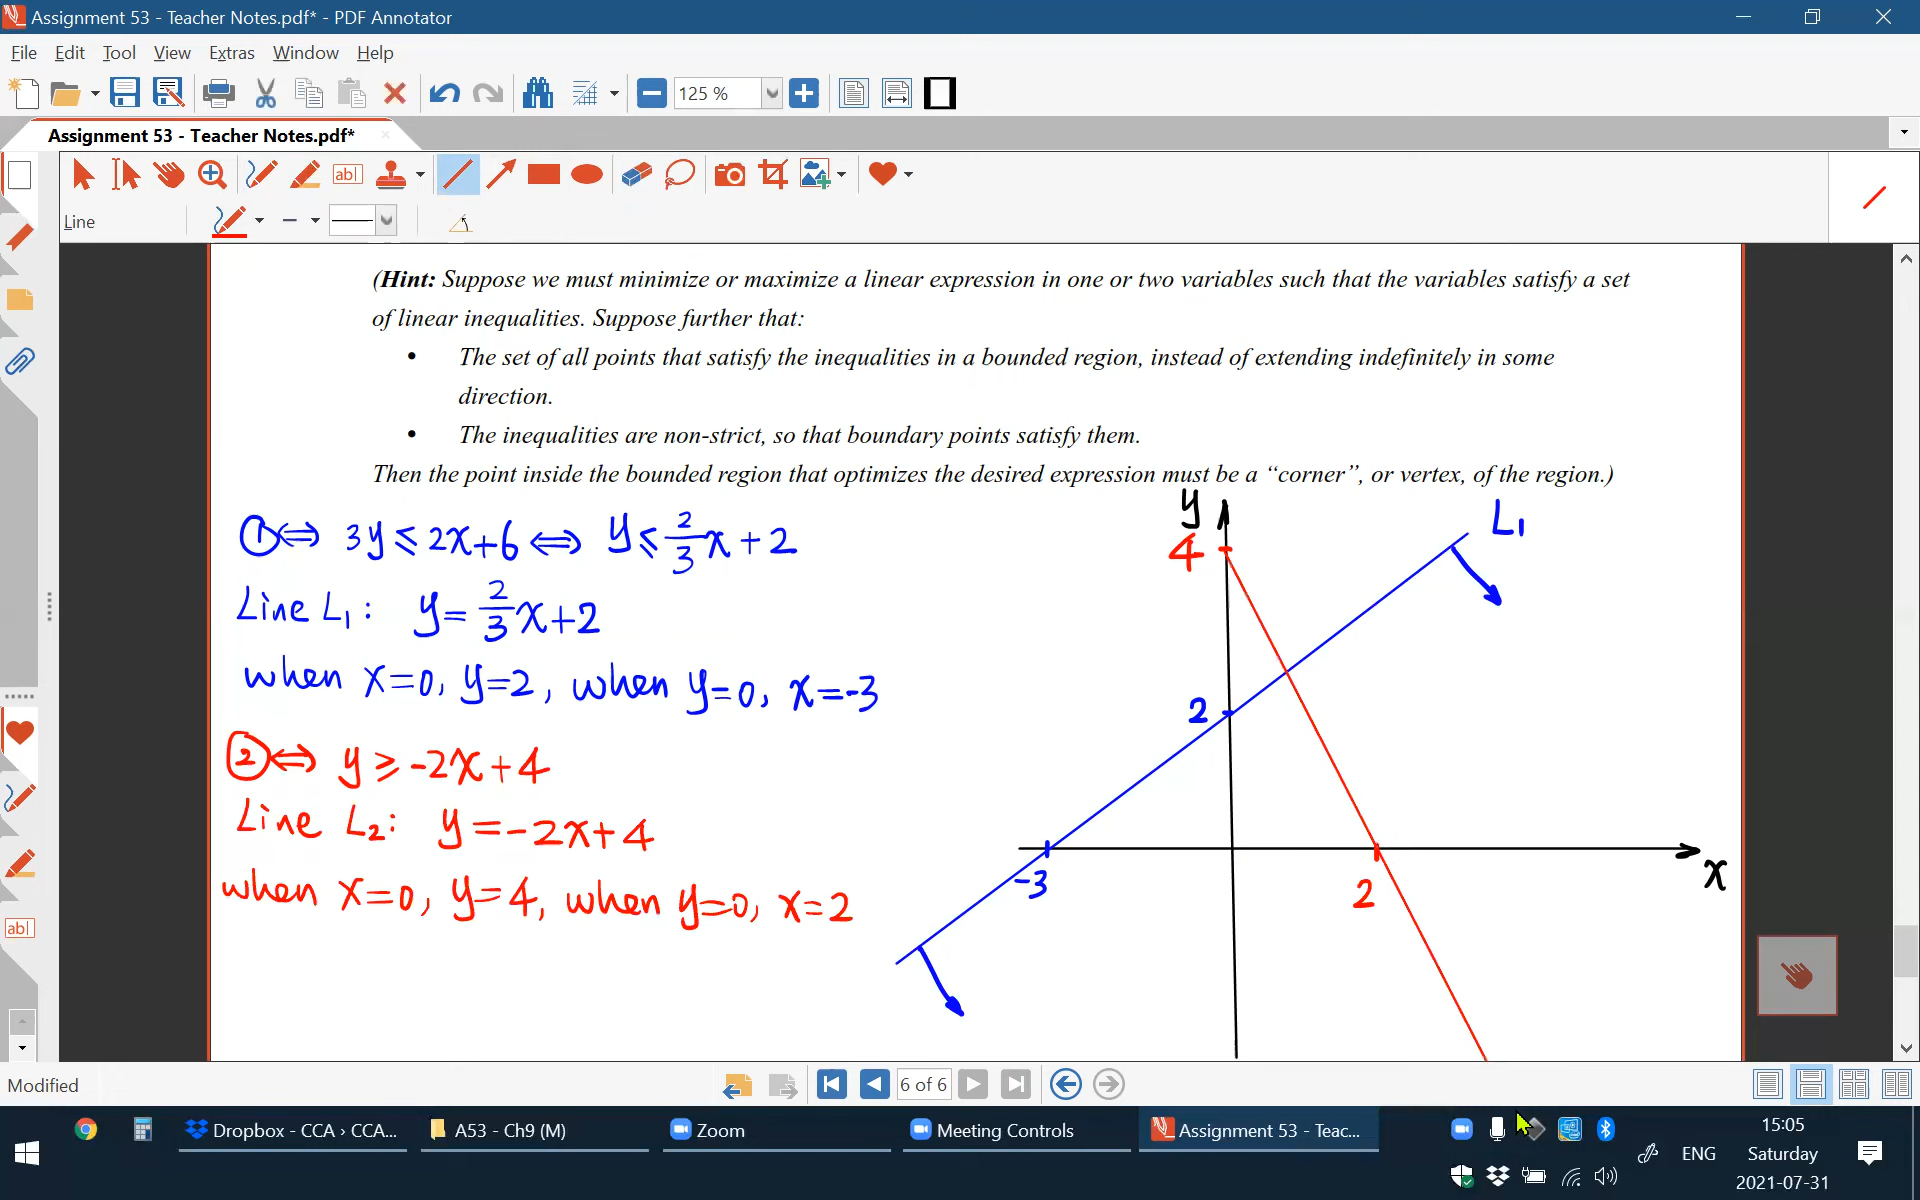 Assignment 53 - Teacher Notes.pdf* - PDF Annotator
File Edit Tool View Extras Window Help
125 %
Assignment 53 - Teacher Notes.pdf*
ab|
Line
(Hint: Suppose we must minimize or maximize a linear expression in one or two variables such that the variables satisfy a set
of linear inequalities. Suppose further that:
• The set of all points that satisfy the inequalities in a bounded region, instead of extending indefinitely in some
direction.
• The inequalities are non-strict, so that boundary points satisfy them.
Then the point inside the bounded region that optimizes the desired expression must be a “corner”, or vertex, of the region.)
① ⇔ 3y ≤ 2x+6 ⇔ y ≤ 2/3 x + 2
Line L₁: y = 2/3 x + 2
when x=0, y=2, when y=0, x=-3
② ⇔ y ≥ -2x+4
Line L₂: y = -2x+4
when x=0, y=4, when y=0, x=2
y
4
L₁
2
-3
2
x
ab|
Modified
6 of 6
Dropbox - CCA › CCA...
A53 - Ch9 (M)
Zoom
Meeting Controls
Assignment 53 - Teac...
ENG
15:05
Saturday
2021-07-31